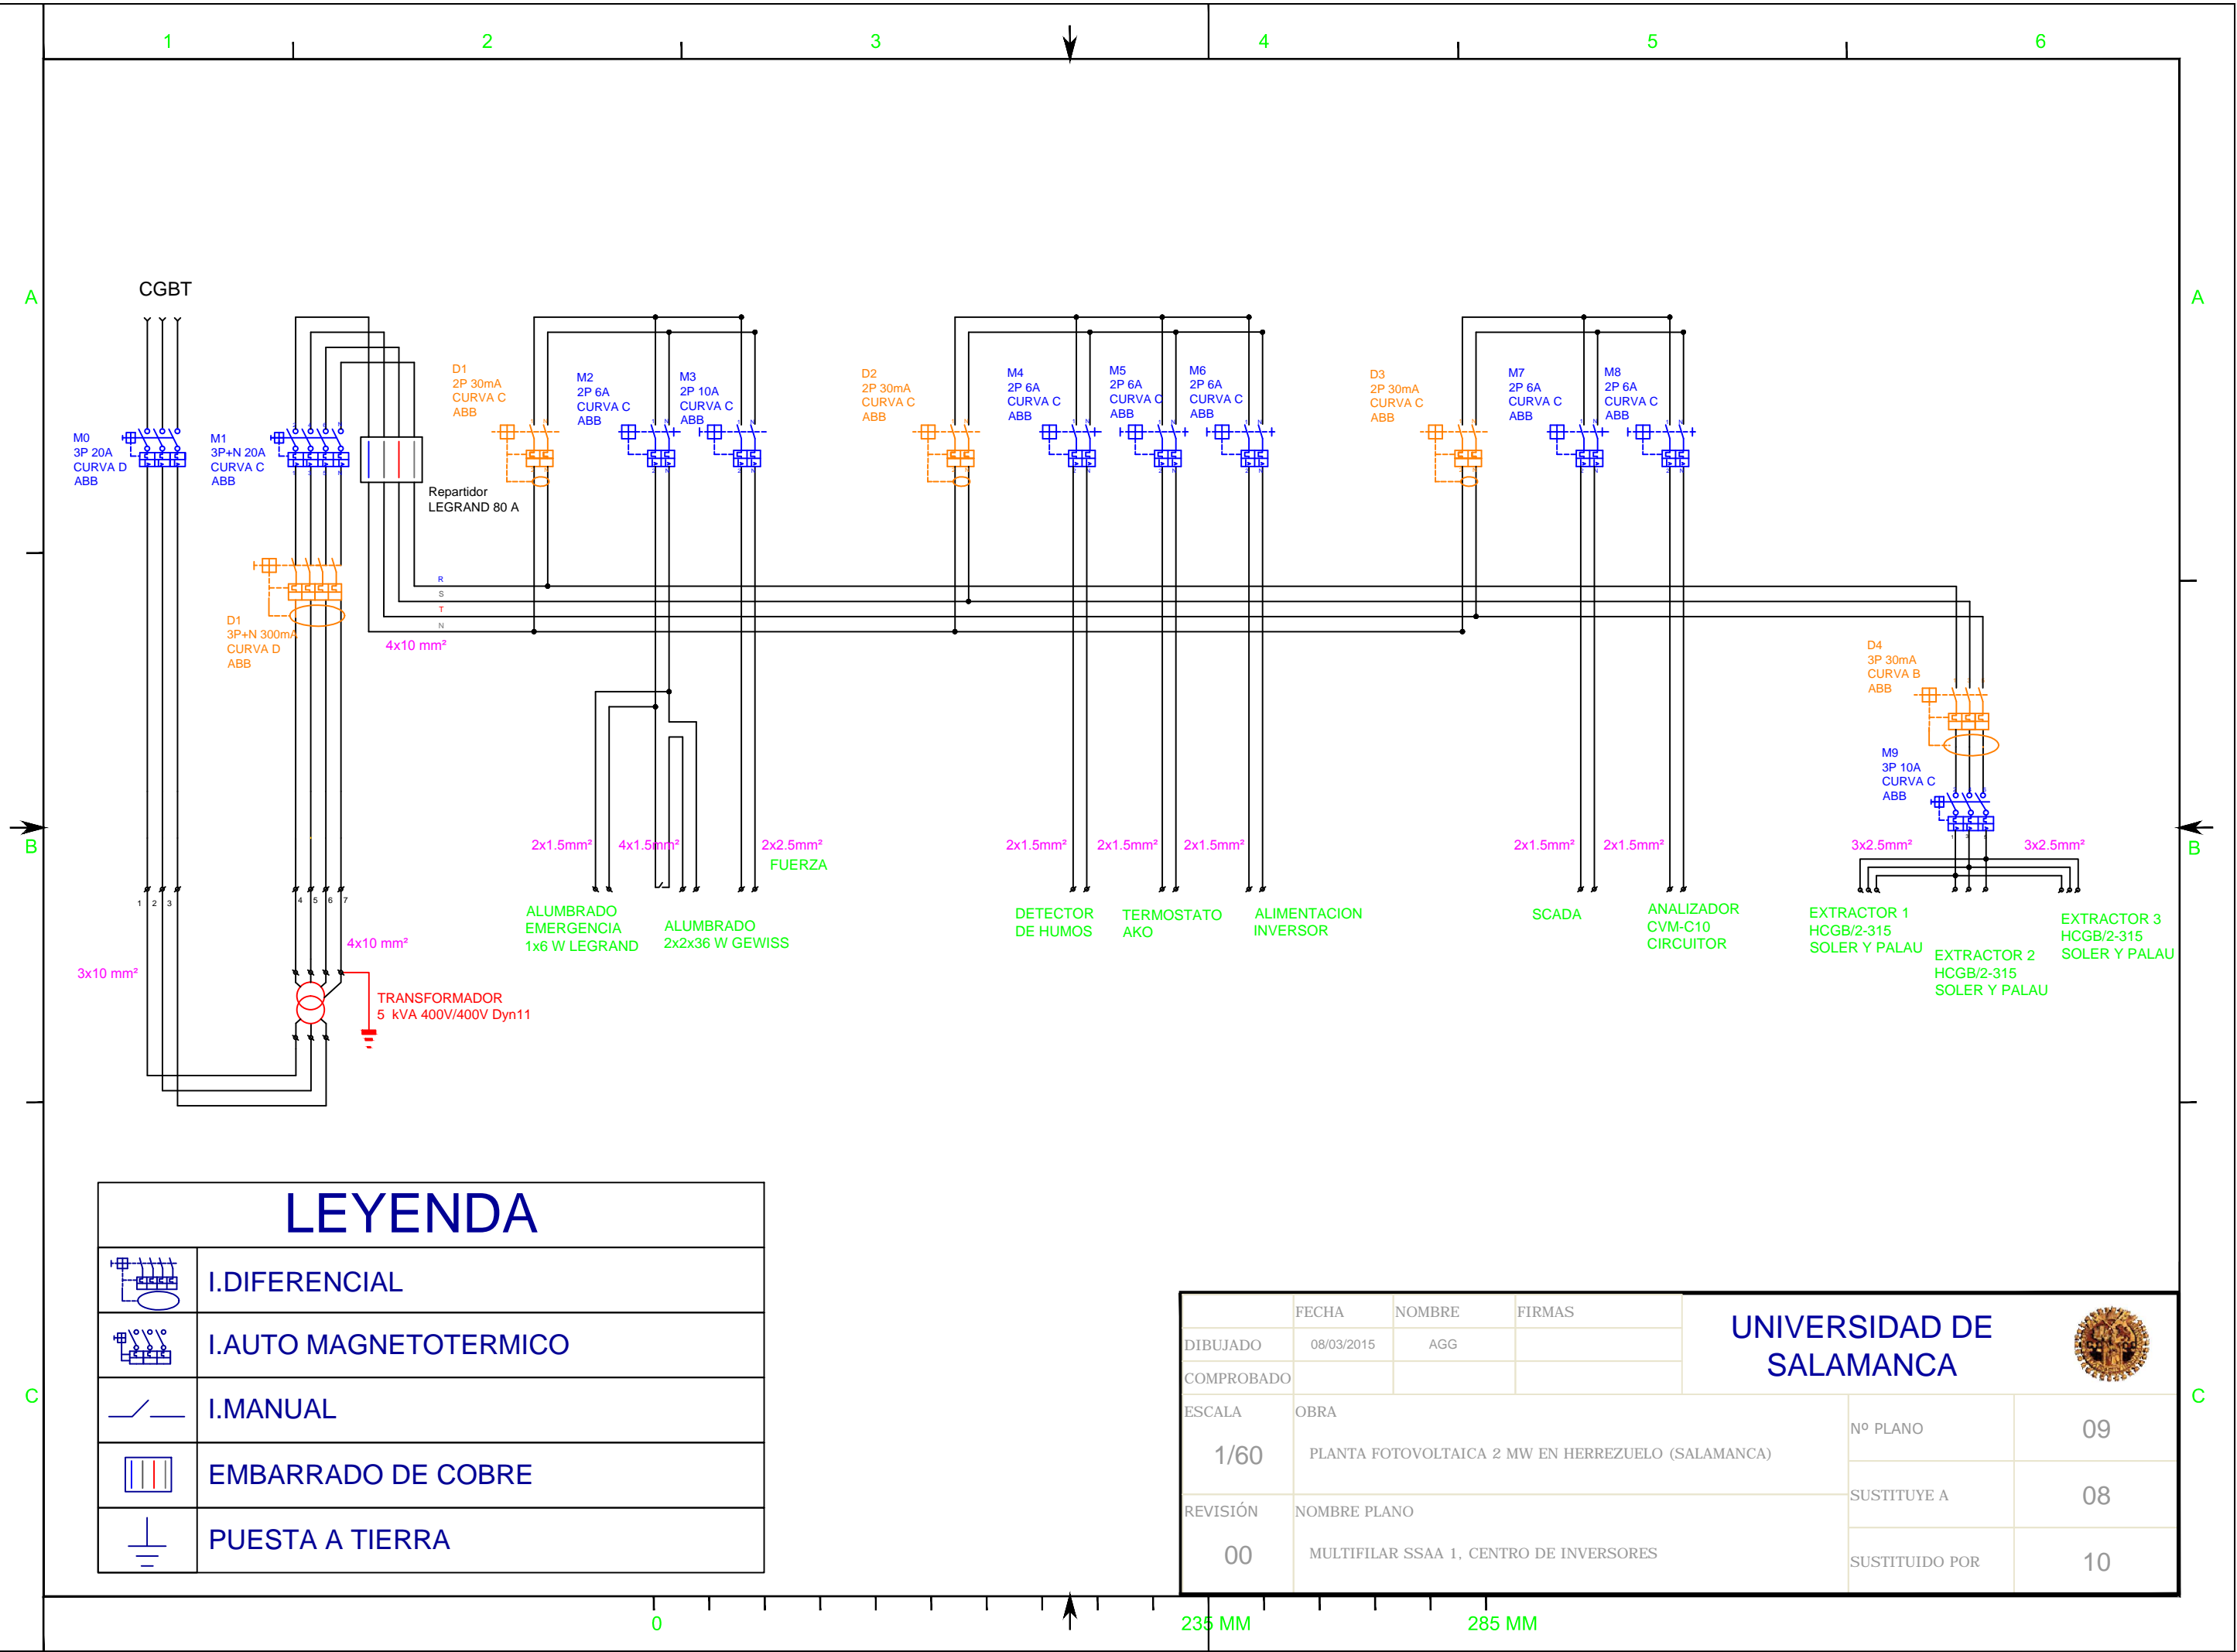 1 2 3 4 5 6
A A
CGBT
M0
3P 20A
CURVA D
ABB
M1
3P+N 20A
CURVA C
ABB
Repartidor
LEGRAND 80 A
D1
2P 30mA
CURVA C
ABB
M2
2P 6A
CURVA C
ABB
M3
2P 10A
CURVA C
ABB
D2
2P 30mA
CURVA C
ABB
M4
2P 6A
CURVA C
ABB
M5
2P 6A
CURVA C
ABB
M6
2P 6A
CURVA C
ABB
D3
2P 30mA
CURVA C
ABB
M7
2P 6A
CURVA C
ABB
M8
2P 6A
CURVA C
ABB
D1
3P+N 300mA
CURVA D
ABB
R
S
T
N
4x10 mm²
D4
3P 30mA
CURVA B
ABB
M9
3P 10A
CURVA C
ABB
B B
2x1.5mm² 4x1.5mm² 2x2.5mm²
FUERZA
2x1.5mm² 2x1.5mm² 2x1.5mm²
2x1.5mm² 2x1.5mm²
3x2.5mm² 3x2.5mm²
1 2 3 4 5 6 7
3x10 mm²
4x10 mm²
TRANSFORMADOR
5 kVA 400V/400V Dyn11
ALUMBRADO
EMERGENCIA
1x6 W LEGRAND
ALUMBRADO
2x2x36 W GEWISS
DETECTOR
DE HUMOS
TERMOSTATO
AKO
ALIMENTACION
INVERSOR
SCADA
ANALIZADOR
CVM-C10
CIRCUITOR
EXTRACTOR 1
HCGB/2-315
SOLER Y PALAU
EXTRACTOR 2
HCGB/2-315
SOLER Y PALAU
EXTRACTOR 3
HCGB/2-315
SOLER Y PALAU
LEYENDA
I.DIFERENCIAL
I.AUTO MAGNETOTERMICO
I.MANUAL
EMBARRADO DE COBRE
PUESTA A TIERRA
C C
FECHA NOMBRE FIRMAS
DIBUJADO 08/03/2015 AGG
COMPROBADO
UNIVERSIDAD DE
SALAMANCA
ESCALA
1/60
OBRA
PLANTA FOTOVOLTAICA 2 MW EN HERREZUELO (SALAMANCA)
Nº PLANO 09
SUSTITUYE A 08
REVISIÓN
00
NOMBRE PLANO
MULTIFILAR SSAA 1, CENTRO DE INVERSORES
SUSTITUIDO POR 10
0 235 MM 285 MM